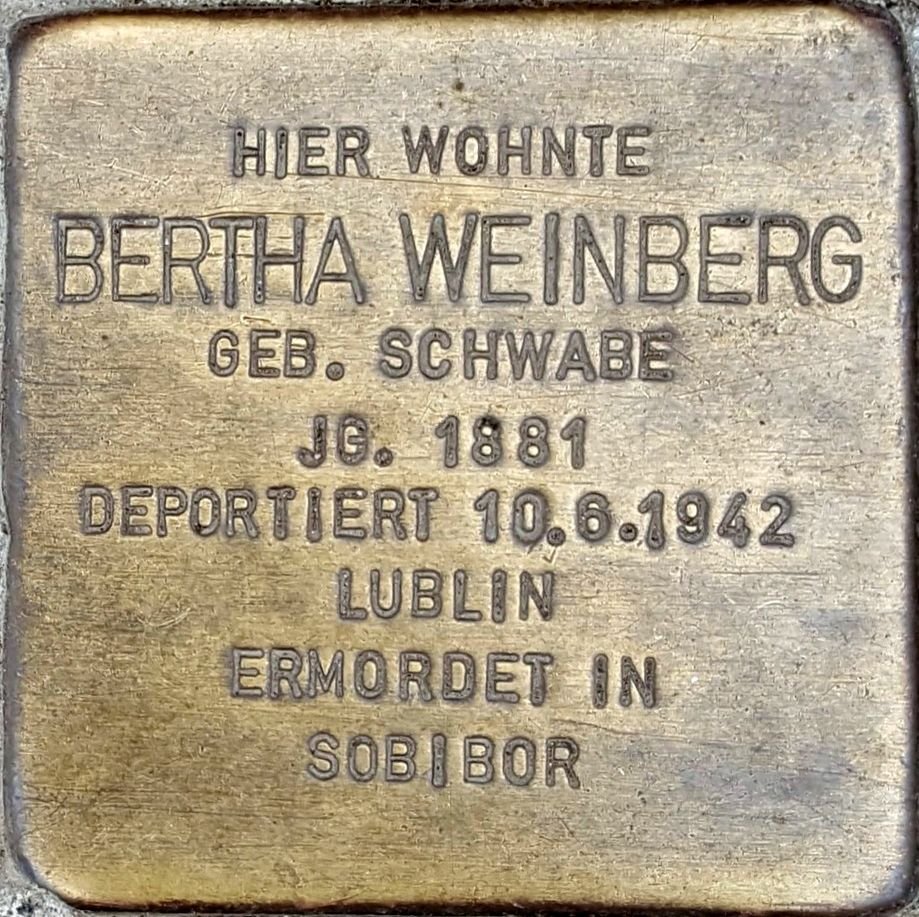 HIER WOHNTE
BERTHA WEINBERG
GEB. SCHWABE
JG. 1881
DEPORTIERT 10.6.1942
LUBLIN
ERMORDET IN
SOBIBOR